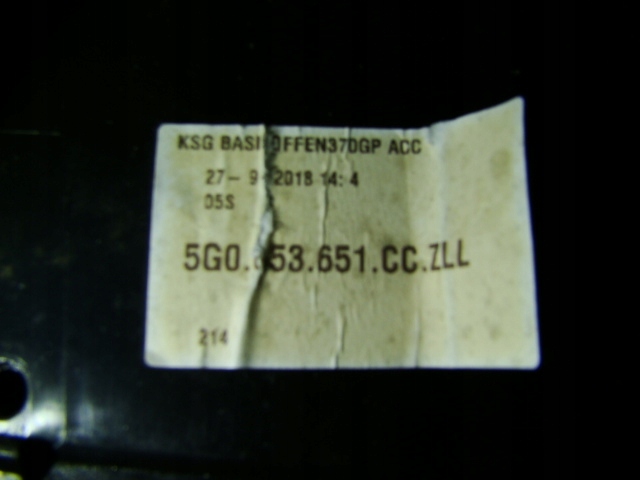 KSG BASI OFFEN37DGP ACC
27- 9 2018 14: 4
05S
5G0. 53.651.CC.ZLL
214